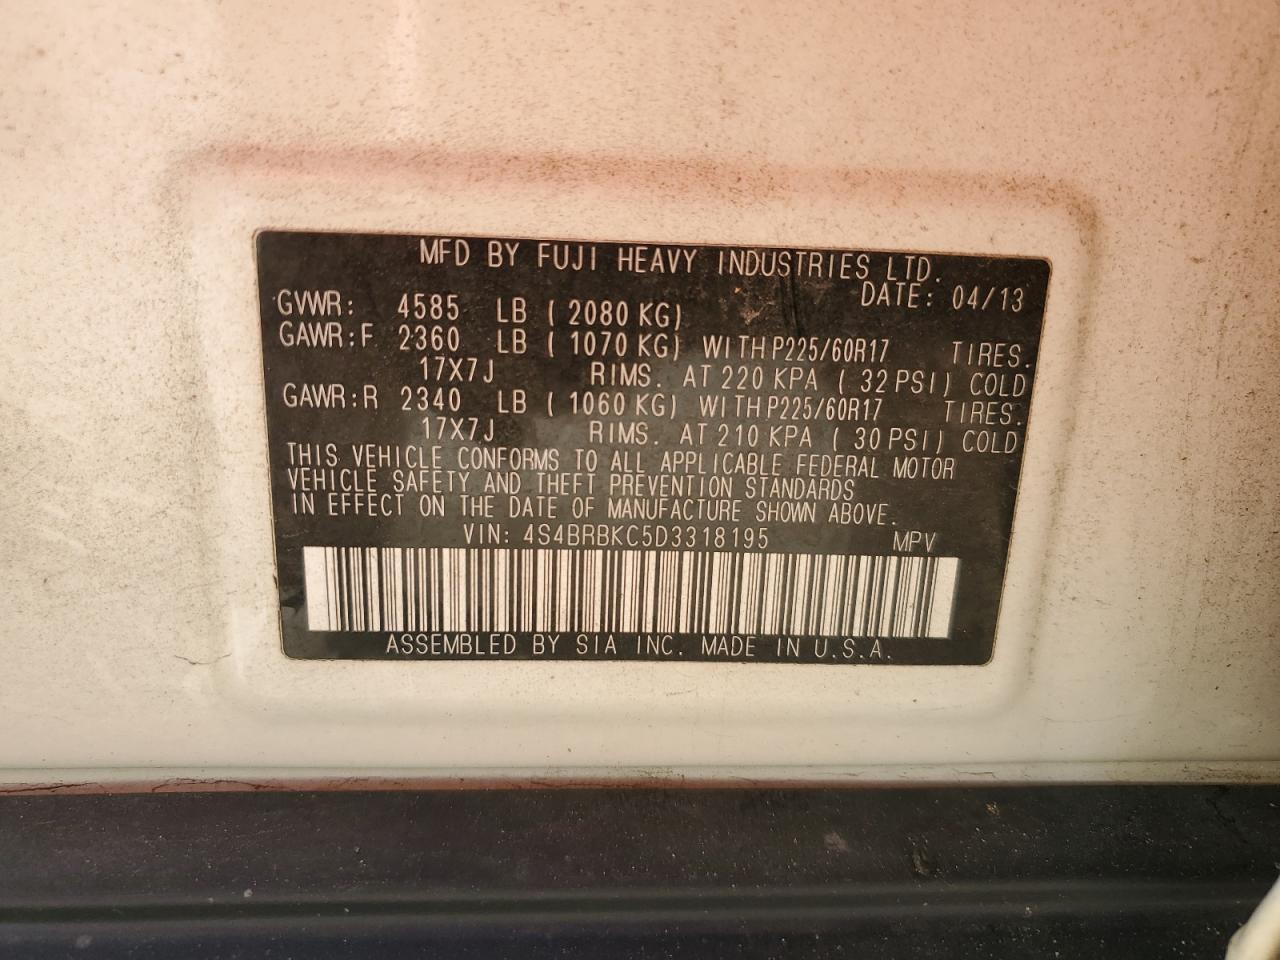 MFD BY FUJI HEAVY INDUSTRIES LTD.
DATE: 04/13
GVWR: 4585 LB ( 2080 KG)
GAWR:F 2360 LB ( 1070 KG) WITH P225/60R17 TIRES.
17X7J RIMS. AT 220 KPA ( 32 PSI) COLD
GAWR:R 2340 LB ( 1060 KG) WITH P225/60R17 TIRES.
17X7J RIMS. AT 210 KPA ( 30 PSI) COLD
THIS VEHICLE CONFORMS TO ALL APPLICABLE FEDERAL MOTOR
VEHICLE SAFETY AND THEFT PREVENTION STANDARDS
IN EFFECT ON THE DATE OF MANUFACTURE SHOWN ABOVE.
VIN: 4S4BRBKC5D3318195 MPV
ASSEMBLED BY SIA INC. MADE IN U.S.A.